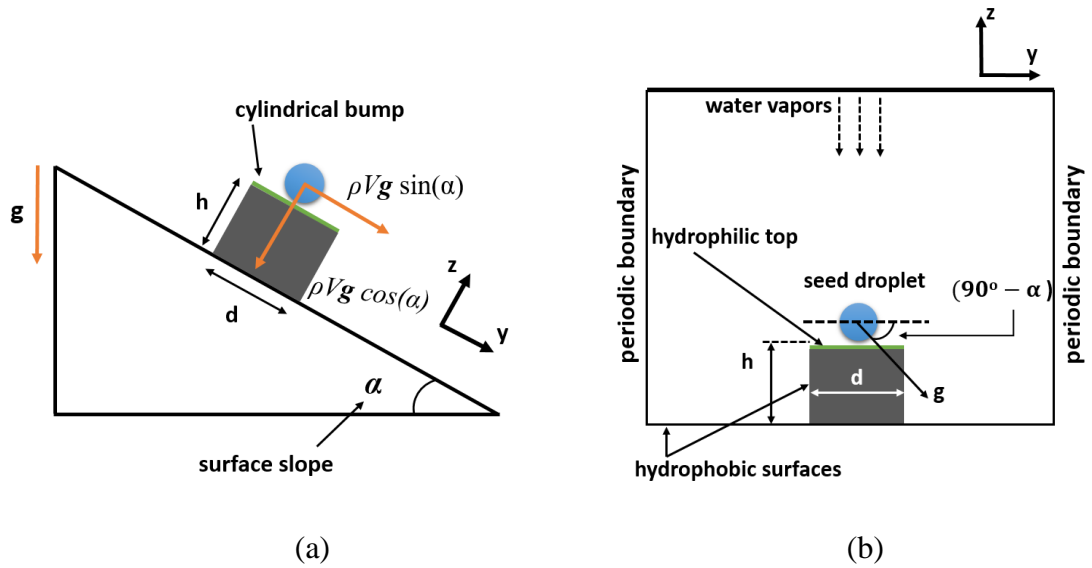 cylindrical bump
g
h
ρVg sin(α)
ρVg cos(α)
d
z
y
α
surface slope
(a)
z
y
water vapors
periodic boundary
periodic boundary
hydrophilic top
seed droplet
(90° − α)
h
d
g
hydrophobic surfaces
(b)